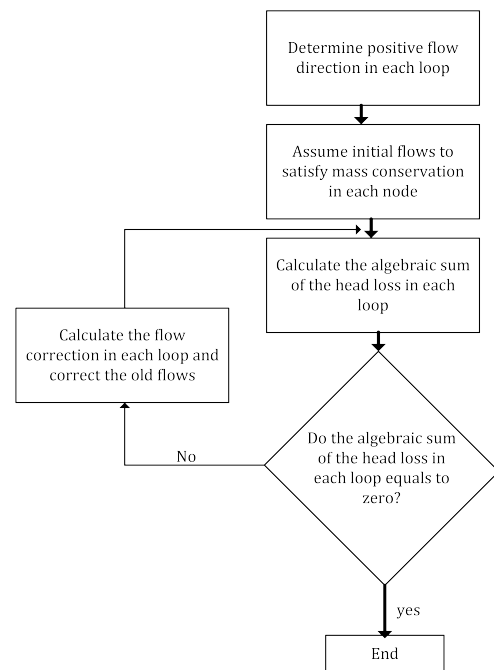 Determine positive flow
direction in each loop
Assume initial flows to
satisfy mass conservation
in each node
Calculate the algebraic sum
of the head loss in each
loop
Calculate the flow
correction in each loop and
correct the old flows
Do the algebraic sum
of the head loss in
each loop equals to
zero?
No
yes
End